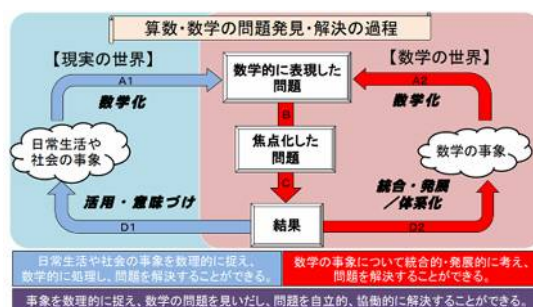 算数・数学の問題発見・解決の過程
【現実の世界】
【数学の世界】
A1
数学化
数学的に表現した
問題
A2
数学化
B
日常生活や
社会の事象
焦点化した
問題
数学の事象
C
活用・意味づけ
D1
結果
統合・発展
/体系化
D2
日常生活や社会の事象を数理的に捉え、
数学的に処理し、問題を解決することができる。
数学の事象について統合的・発展的に考え、
問題を解決することができる。
事象を数理的に捉え、数学の問題を見いだし、問題を自立的、協働的に解決することができる。